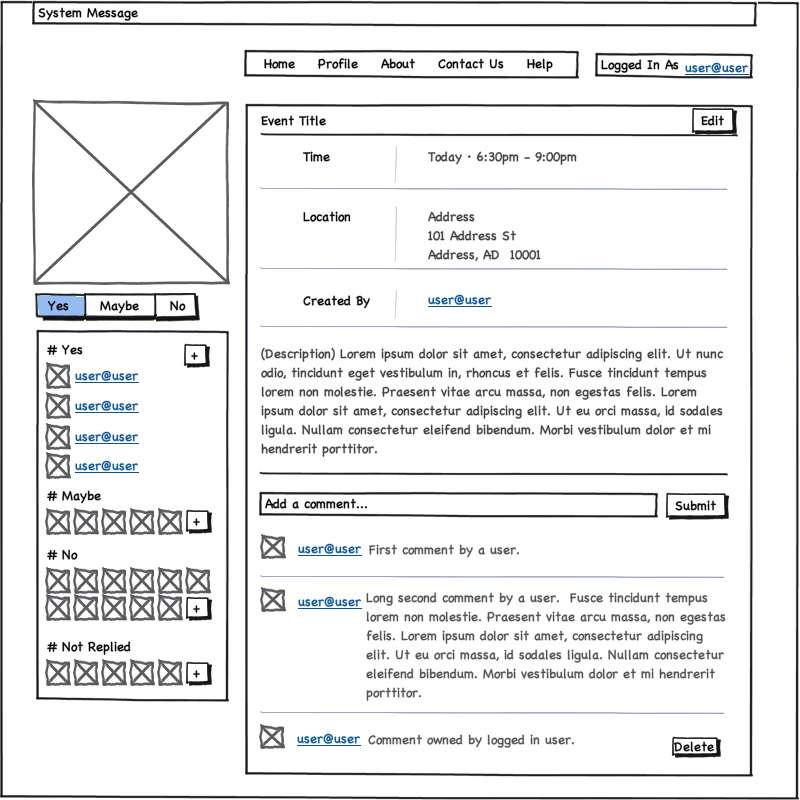 System Message
Home Profile About Contact Us Help
Logged In As user@user
Event Title
Edit
Time
Today · 6:30pm – 9:00pm
Location
Address
101 Address St
Address, AD 10001
Created By
user@user
(Description) Lorem ipsum dolor sit amet, consectetur adipiscing elit. Ut nunc
odio, tincidunt eget vestibulum in, rhoncus et felis. Fusce tincidunt tempus
lorem non molestie. Praesent vitae arcu massa, non egestas felis. Lorem
ipsum dolor sit amet, consectetur adipiscing elit. Ut eu orci massa, id sodales
ligula. Nullam consectetur eleifend bibendum. Morbi vestibulum dolor et mi
hendrerit porttitor.
Add a comment...
Submit
user@user First comment by a user.
user@user Long second comment by a user. Fusce tincidunt tempus
lorem non molestie. Praesent vitae arcu massa, non egestas
felis. Lorem ipsum dolor sit amet, consectetur adipiscing
elit. Ut eu orci massa, id sodales ligula. Nullam consectetur
eleifend bibendum. Morbi vestibulum dolor et mi hendrerit
porttitor.
user@user Comment owned by logged in user.
Delete
Yes Maybe No
# Yes
+
user@user
user@user
user@user
user@user
# Maybe
+
# No
+
# Not Replied
+